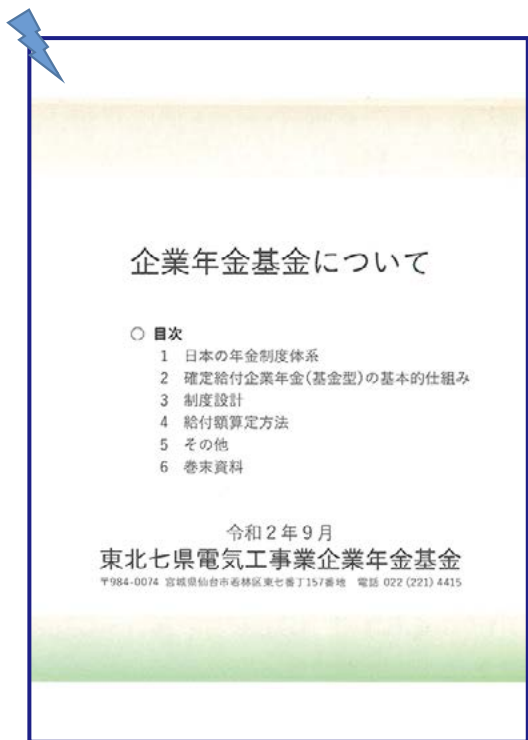 企業年金基金について
○ 目次
1 日本の年金制度体系
2 確定給付企業年金(基金型)の基本的仕組み
3 制度設計
4 給付額算定方法
5 その他
6 巻末資料
令和2年9月
東北七県電気工事業企業年金基金
〒984-0074 宮城県仙台市若林区東七番丁157番地 電話 022 (221) 4415